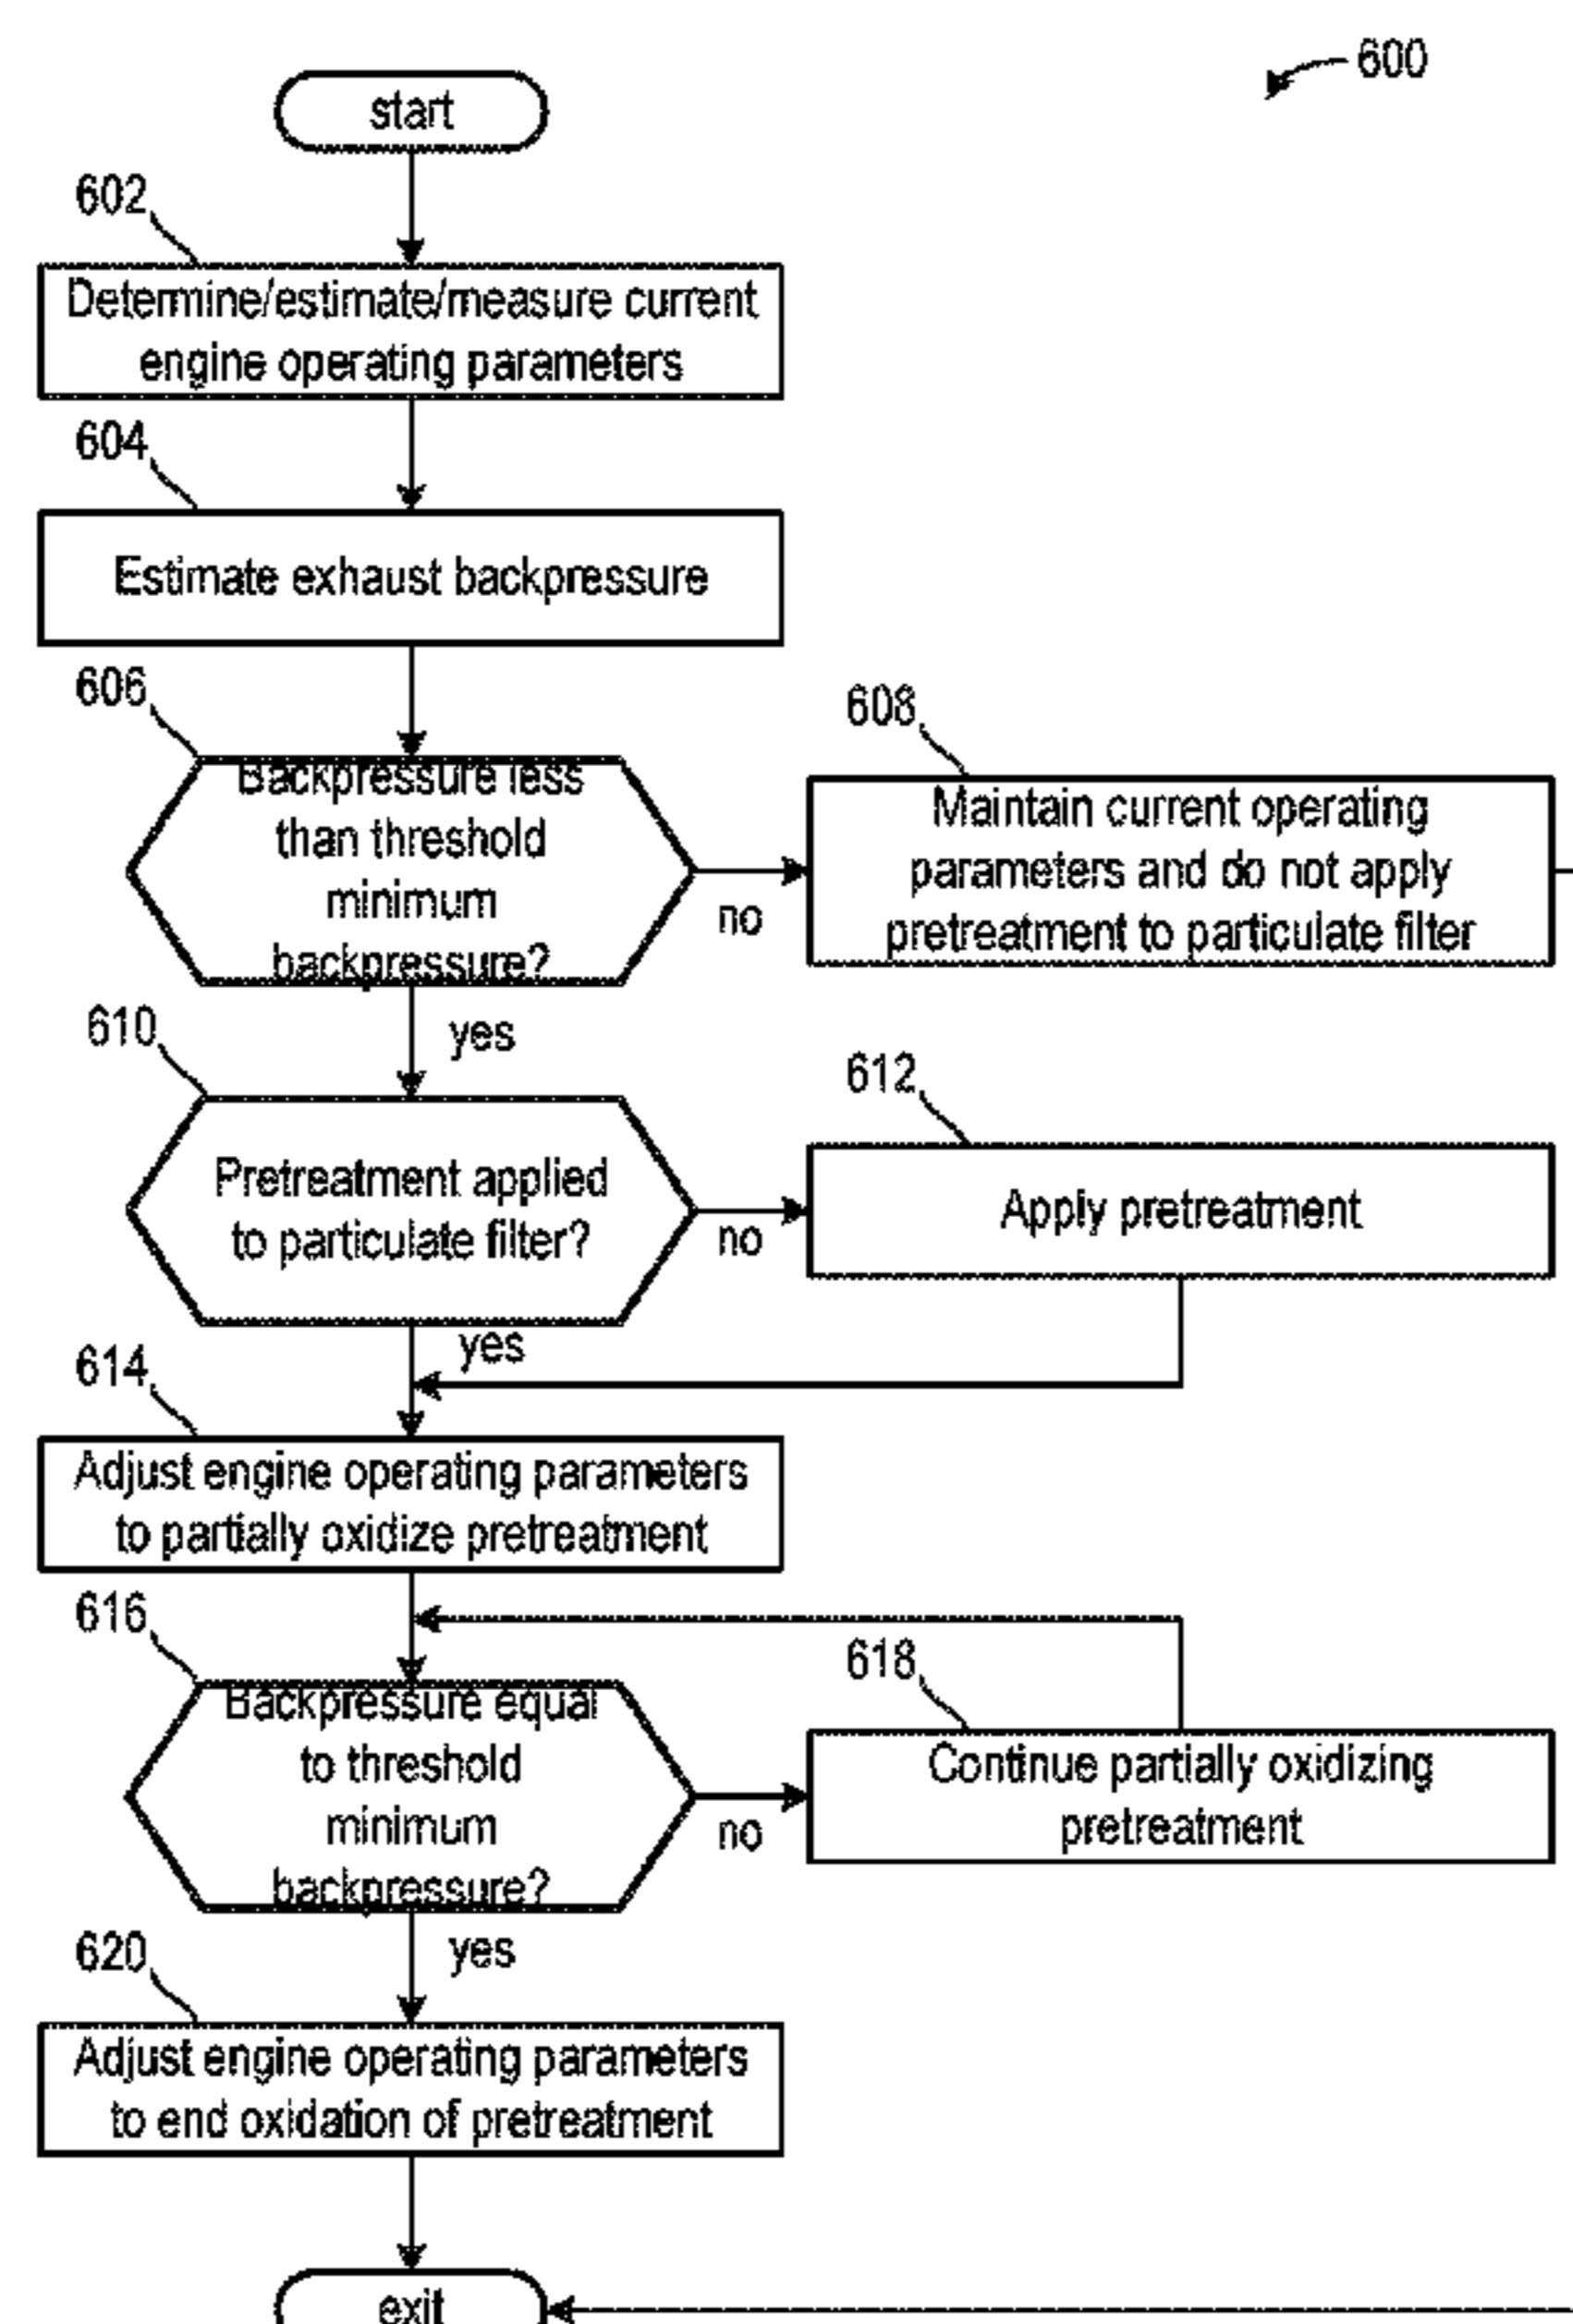 600
start
602
Determine/estimate/measure current
engine operating parameters
604
Estimate exhaust backpressure
606
Backpressure less
than threshold
minimum
backpressure?
no
yes
608
Maintain current operating
parameters and do not apply
pretreatment to particulate filter
610
Pretreatment applied
to particulate filter?
no
yes
612
Apply pretreatment
614
Adjust engine operating parameters
to partially oxidize pretreatment
616
Backpressure equal
to threshold
minimum
backpressure?
no
yes
618
Continue partially oxidizing
pretreatment
620
Adjust engine operating parameters
to end oxidation of pretreatment
exit